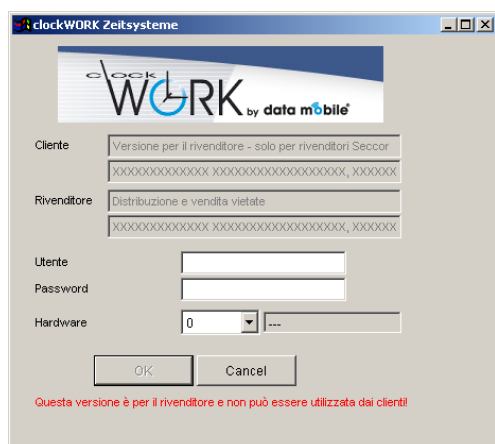 clockWORK Zeitsysteme
clock
WORK by data mobile
Cliente
Versione per il rivenditore - solo per rivenditori Seccor
XXXXXXXXXXXXX XXXXXXXXXXXXXXXXXX, XXXXXX
Rivenditore
Distribuzione e vendita vietate
XXXXXXXXXXXXX XXXXXXXXXXXXXXXXXX, XXXXXX
Utente
Password
Hardware 0 ---
OK Cancel
Questa versione è per il rivenditore e non può essere utilizzata dai clienti!